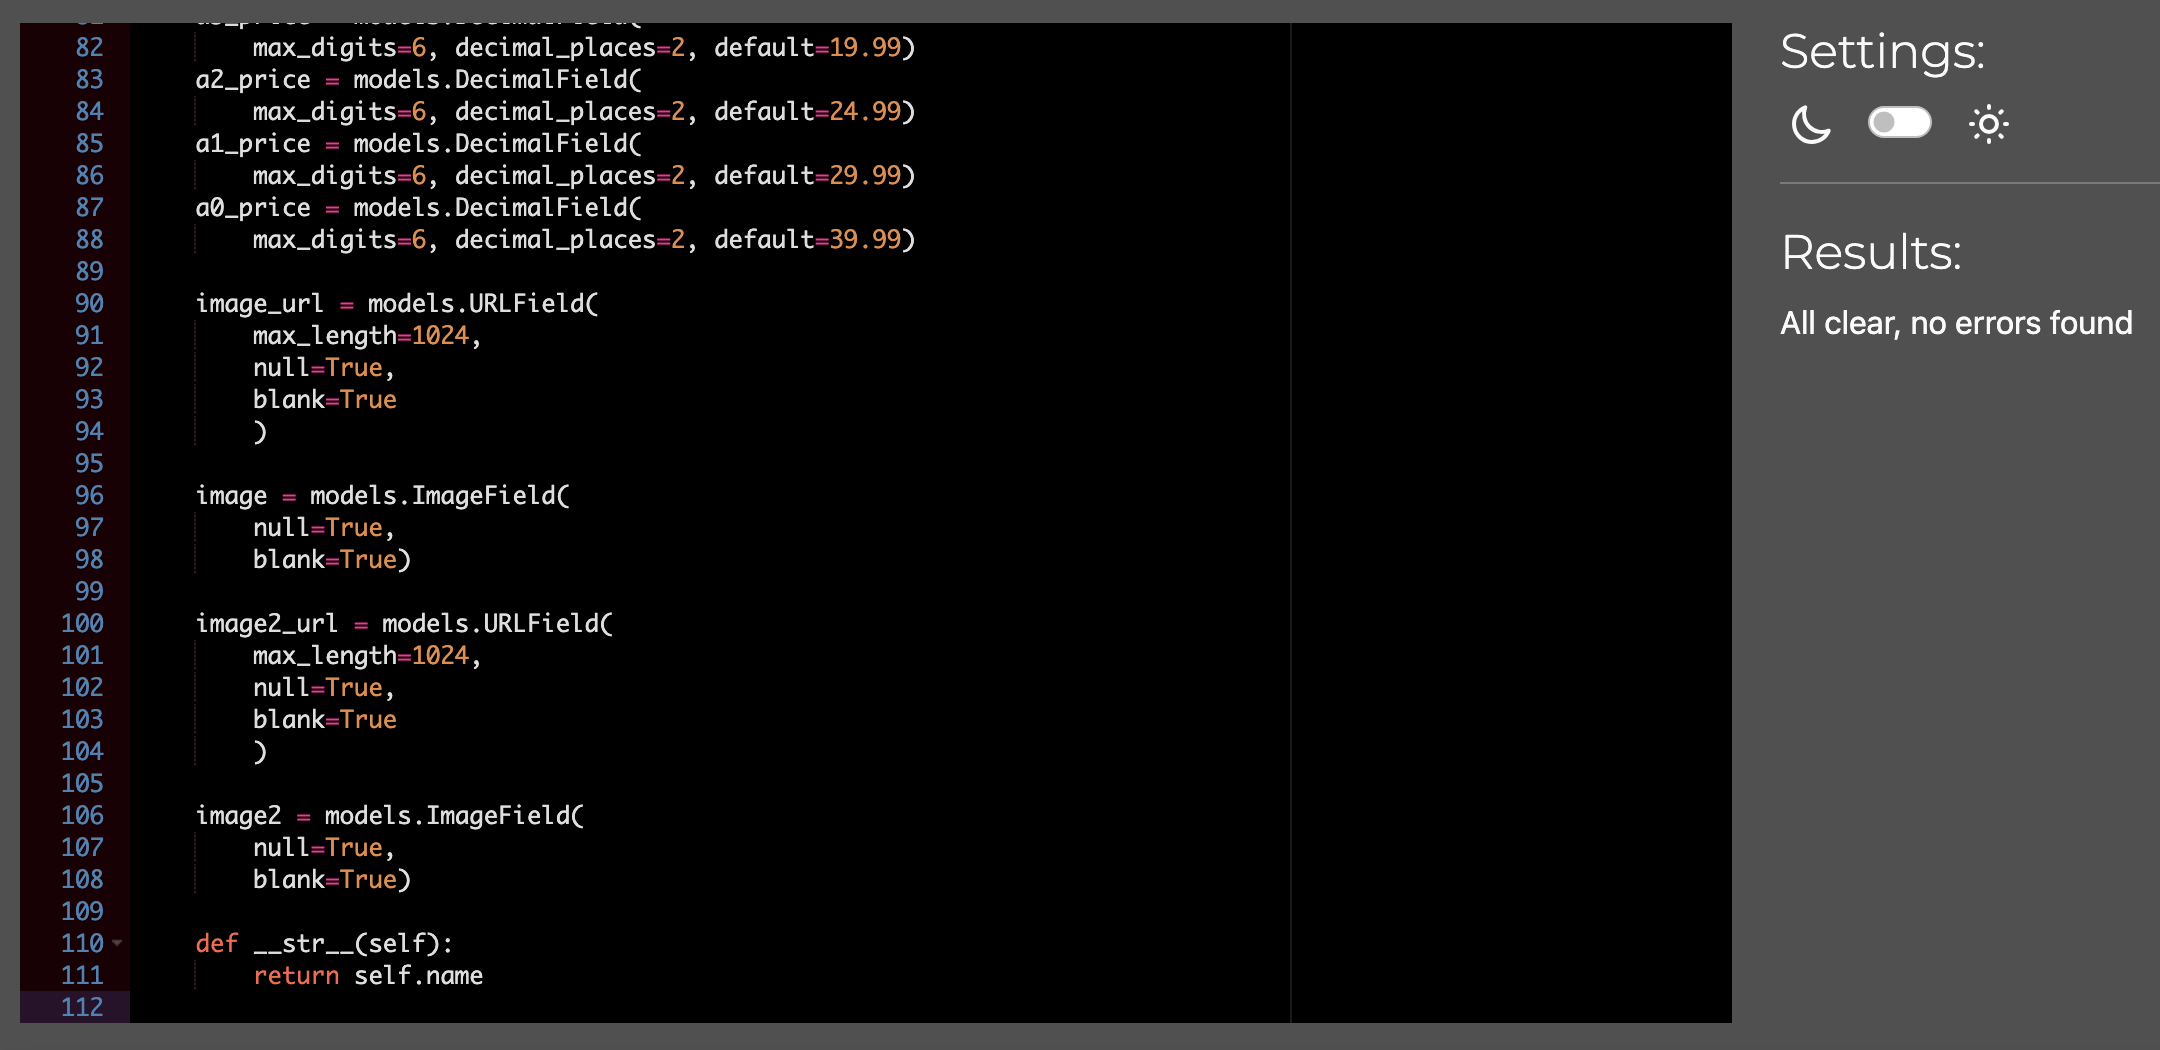 82 max_digits=6, decimal_places=2, default=19.99)
83 a2_price = models.DecimalField(
84 max_digits=6, decimal_places=2, default=24.99)
85 a1_price = models.DecimalField(
86 max_digits=6, decimal_places=2, default=29.99)
87 a0_price = models.DecimalField(
88 max_digits=6, decimal_places=2, default=39.99)
89
90 image_url = models.URLField(
91 max_length=1024,
92 null=True,
93 blank=True
94 )
95
96 image = models.ImageField(
97 null=True,
98 blank=True)
99
100 image2_url = models.URLField(
101 max_length=1024,
102 null=True,
103 blank=True
104 )
105
106 image2 = models.ImageField(
107 null=True,
108 blank=True)
109
110 def __str__(self):
111 return self.name
112
Settings:
Results:
All clear, no errors found